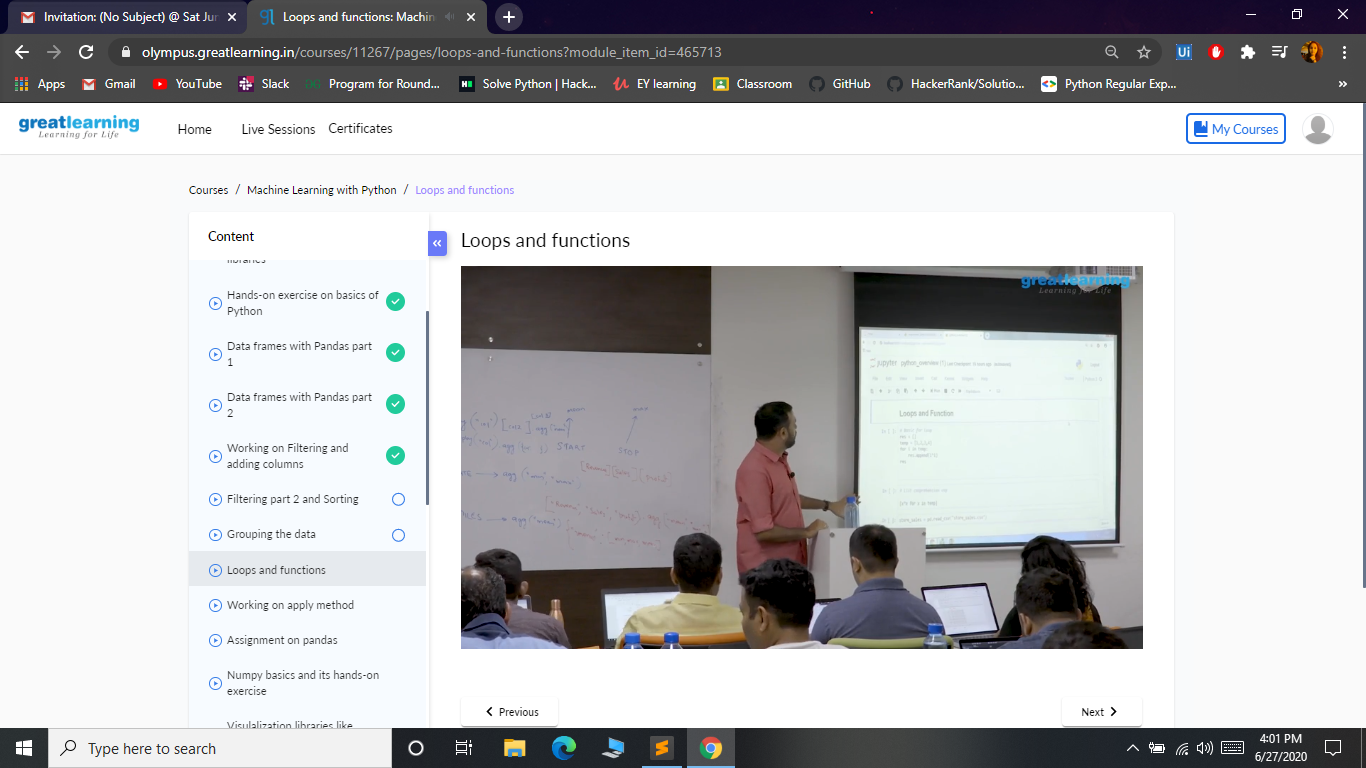 Invitation: (No Subject) @ Sat Jun
Loops and functions: Machin
olympus.greatlearning.in/courses/11267/pages/loops-and-functions?module_item_id=465713
Apps Gmail YouTube Slack Program for Round... Solve Python | Hack... EY learning Classroom GitHub HackerRank/Solutio... Python Regular Exp... »
greatlearning
Learning for Life
Home Live Sessions Certificates My Courses
Courses / Machine Learning with Python / Loops and functions
Content
libraries
Hands-on exercise on basics of
Python
Data frames with Pandas part
1
Data frames with Pandas part
2
Working on Filtering and
adding columns
Filtering part 2 and Sorting
Grouping the data
Loops and functions
Working on apply method
Assignment on pandas
Numpy basics and its hands-on
exercise
Visulalization libraries like
«
Loops and functions
greatlearning
Learning for Life
jupyter python_overview
Loops and Function
START
STOP
Previous
Next
Type here to search
4:01 PM
6/27/2020